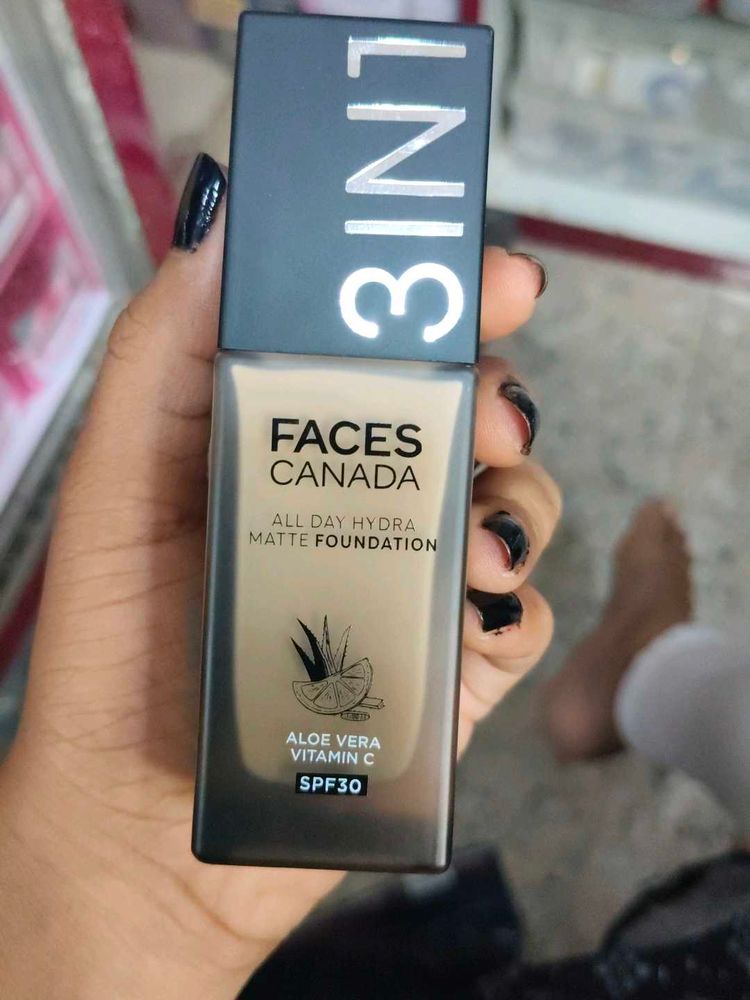 3IN1
FACES
CANADA
ALL DAY HYDRA
MATTE FOUNDATION
ALOE VERA
VITAMIN C
SPF30